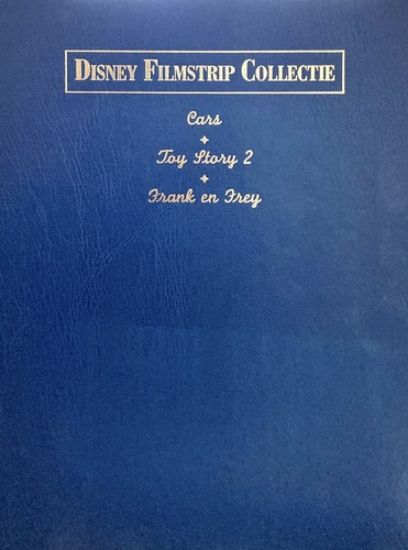 DISNEY FILMSTRIP COLLECTIE
Cars
Toy Story 2
Frank en Frey